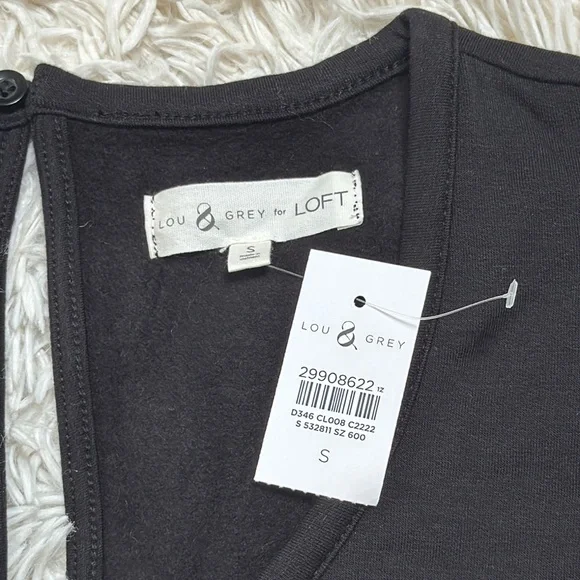 LOU & GREY for LOFT
S
LOU & GREY
29908622 1Z
D346 CL008 C2222
S 532811 SZ 600
S